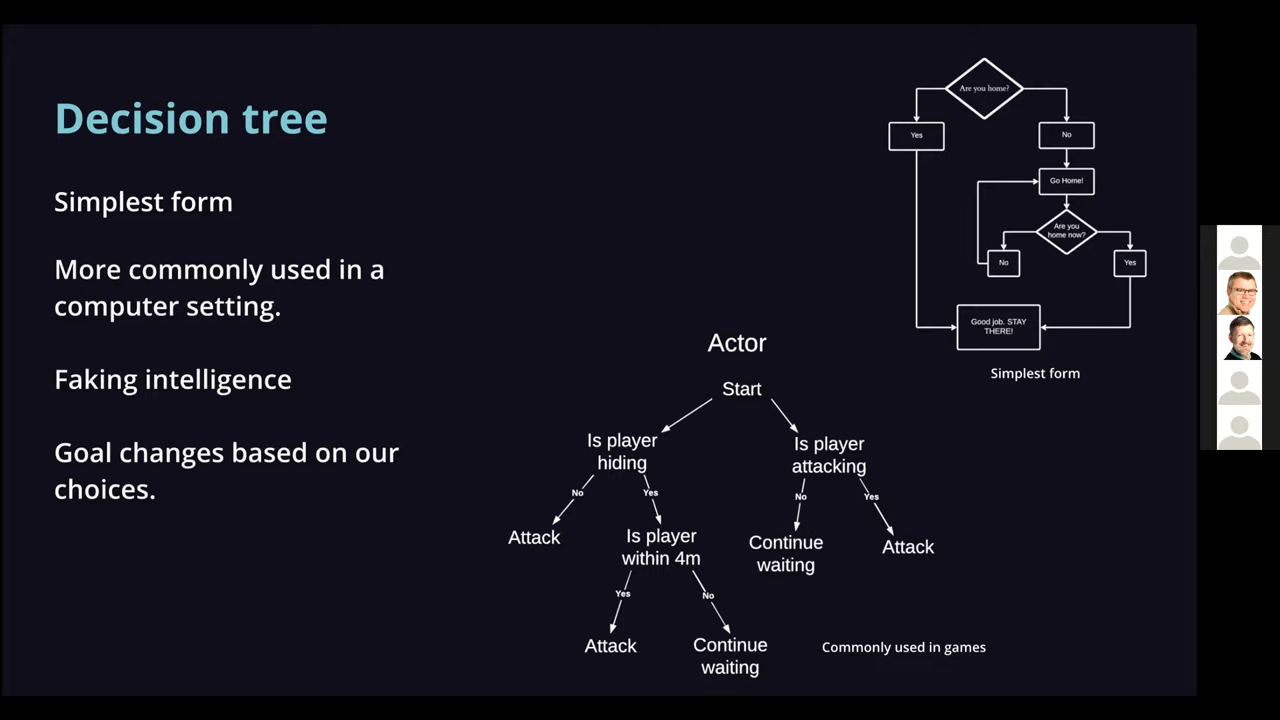 Decision tree
Simplest form
More commonly used in a
computer setting.
Faking intelligence
Goal changes based on our
choices.
Are you home?
Yes
No
Go Home!
Are you
home now?
No
Yes
Good job. STAY
THERE!
Simplest form
Actor
Start
Is player
hiding
Is player
attacking
No
Yes
No
Yes
Attack
Is player
within 4m
Continue
waiting
Attack
Yes
No
Attack
Continue
waiting
Commonly used in games